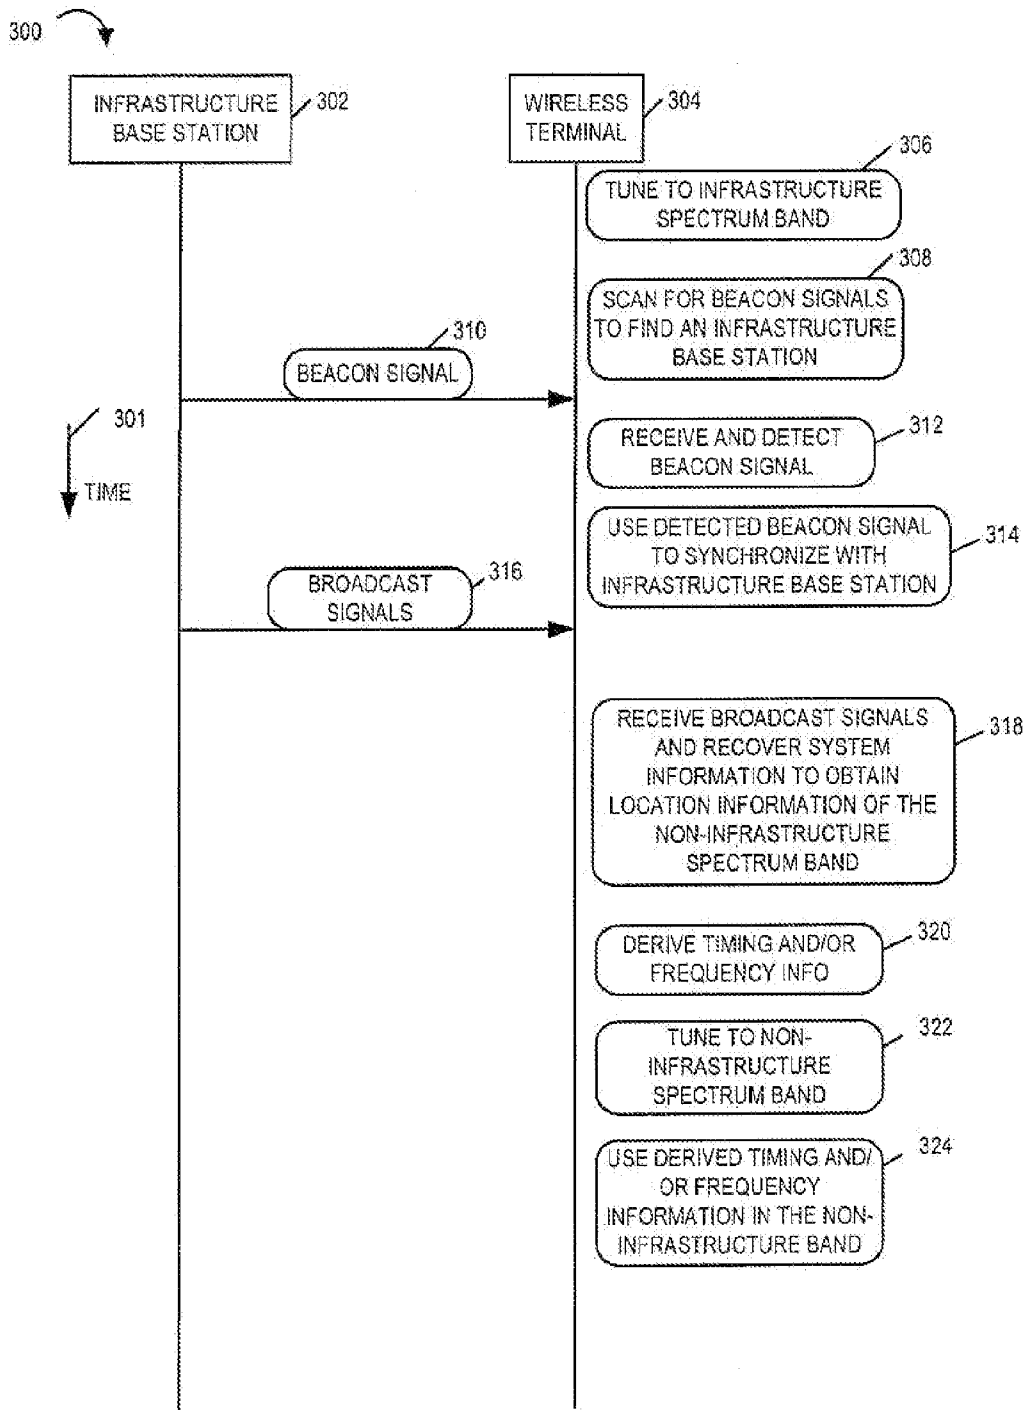 300
INFRASTRUCTURE
BASE STATION
302
WIRELESS
TERMINAL
304
306
TUNE TO INFRASTRUCTURE
SPECTRUM BAND
308
SCAN FOR BEACON SIGNALS
TO FIND AN INFRASTRUCTURE
BASE STATION
310
BEACON SIGNAL
301
TIME
312
RECEIVE AND DETECT
BEACON SIGNAL
USE DETECTED BEACON SIGNAL
TO SYNCHRONIZE WITH
INFRASTRUCTURE BASE STATION
314
316
BROADCAST
SIGNALS
RECEIVE BROADCAST SIGNALS
AND RECOVER SYSTEM
INFORMATION TO OBTAIN
LOCATION INFORMATION OF THE
NON-INFRASTRUCTURE
SPECTRUM BAND
318
DERIVE TIMING AND/OR
FREQUENCY INFO
320
TUNE TO NON-
INFRASTRUCTURE
SPECTRUM BAND
322
USE DERIVED TIMING AND/
OR FREQUENCY
INFORMATION IN THE NON-
INFRASTRUCTURE BAND
324